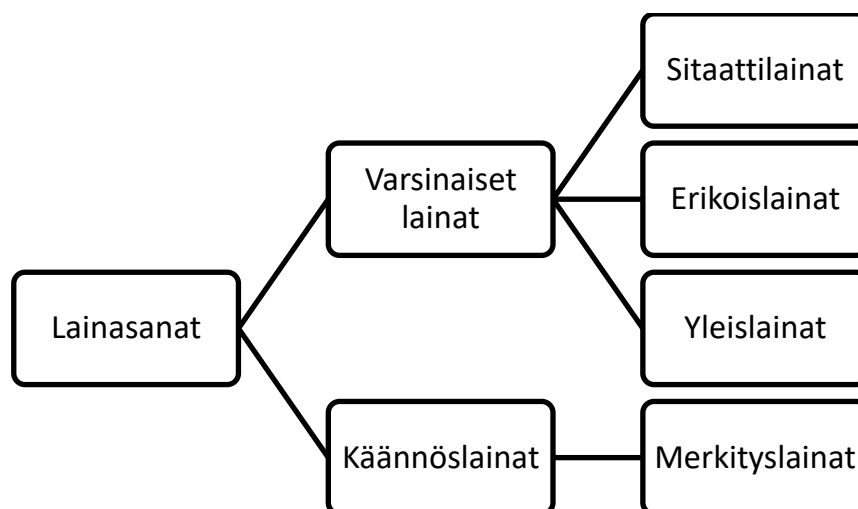 Sitaattilainat
Varsinaiset
lainat
Erikoislainat
Lainasanat
Yleislainat
Käännöslainat
Merkityslainat